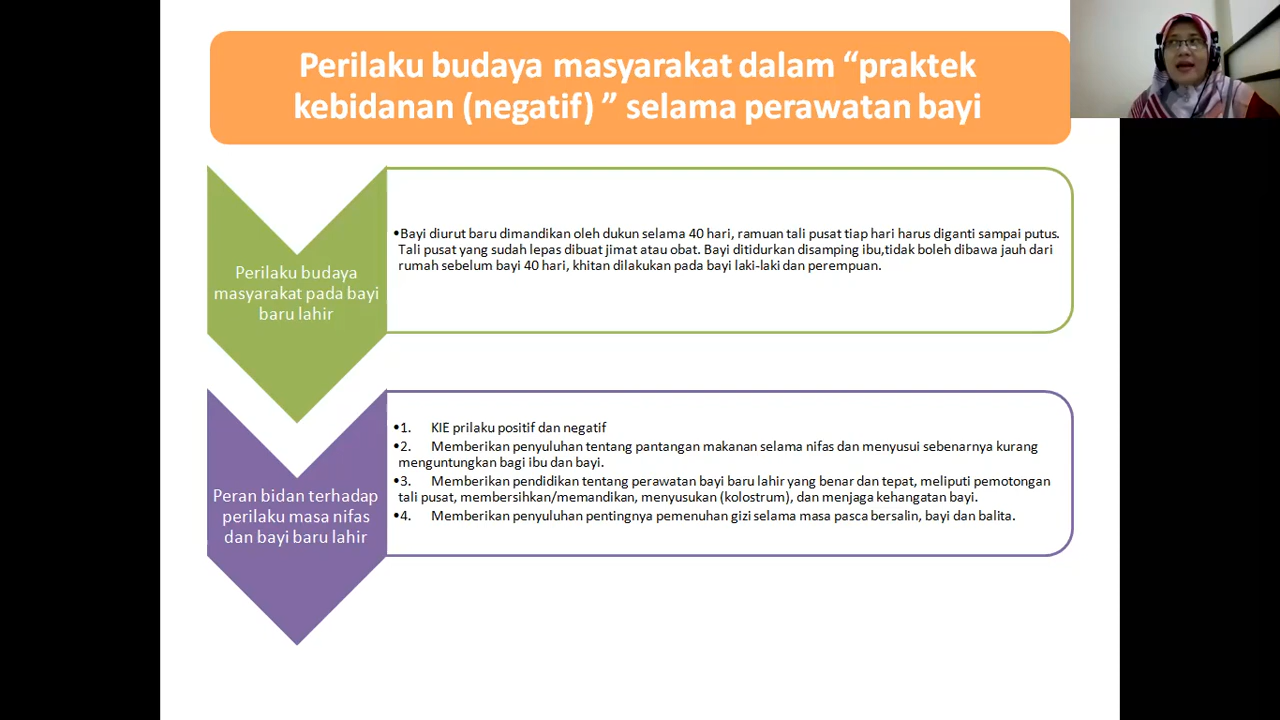 Perilaku budaya masyarakat dalam “praktek
kebidanan (negatif) ” selama perawatan bayi
Perilaku budaya
masyarakat pada bayi
baru lahir
•Bayi diurut baru dimandikan oleh dukun selama 40 hari, ramuan tali pusat tiap hari harus diganti sampai putus.
Tali pusat yang sudah lepas dibuat jimat atau obat. Bayi ditidurkan disamping ibu,tidak boleh dibawa jauh dari
rumah sebelum bayi 40 hari, khitan dilakukan pada bayi laki-laki dan perempuan.
Peran bidan terhadap
perilaku masa nifas
dan bayi baru lahir
•1. KIE prilaku positif dan negatif
•2. Memberikan penyuluhan tentang pantangan makanan selama nifas dan menyusui sebenarnya kurang
menguntungkan bagi ibu dan bayi.
•3. Memberikan pendidikan tentang perawatan bayi baru lahir yang benar dan tepat, meliputi pemotongan
tali pusat, membersihkan/memandikan, menyusukan (kolostrum), dan menjaga kehangatan bayi.
•4. Memberikan penyuluhan pentingnya pemenuhan gizi selama masa pasca bersalin, bayi dan balita.